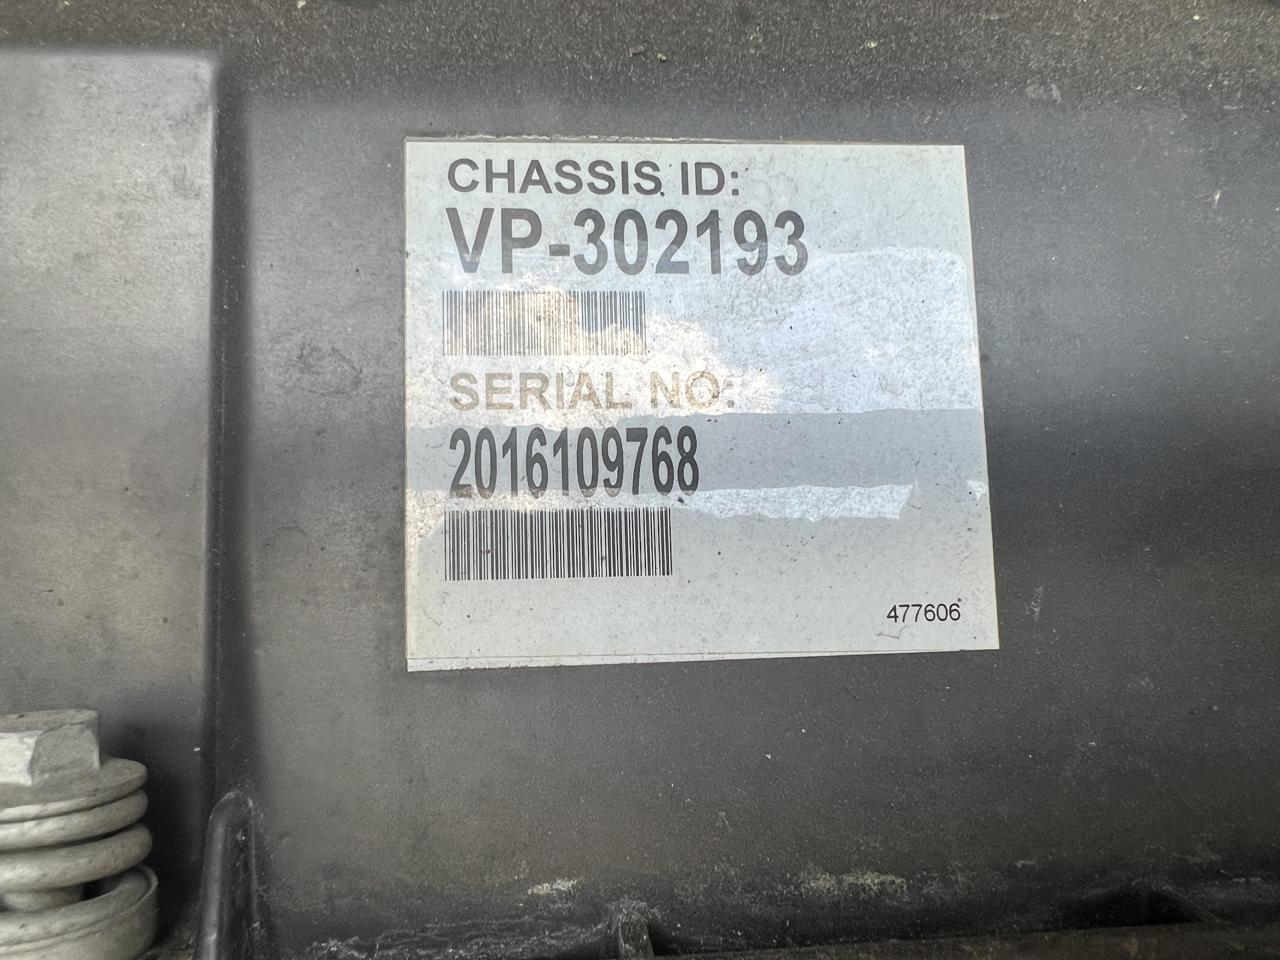 CHASSIS ID:
VP-302193
SERIAL NO:
2016109768
477606